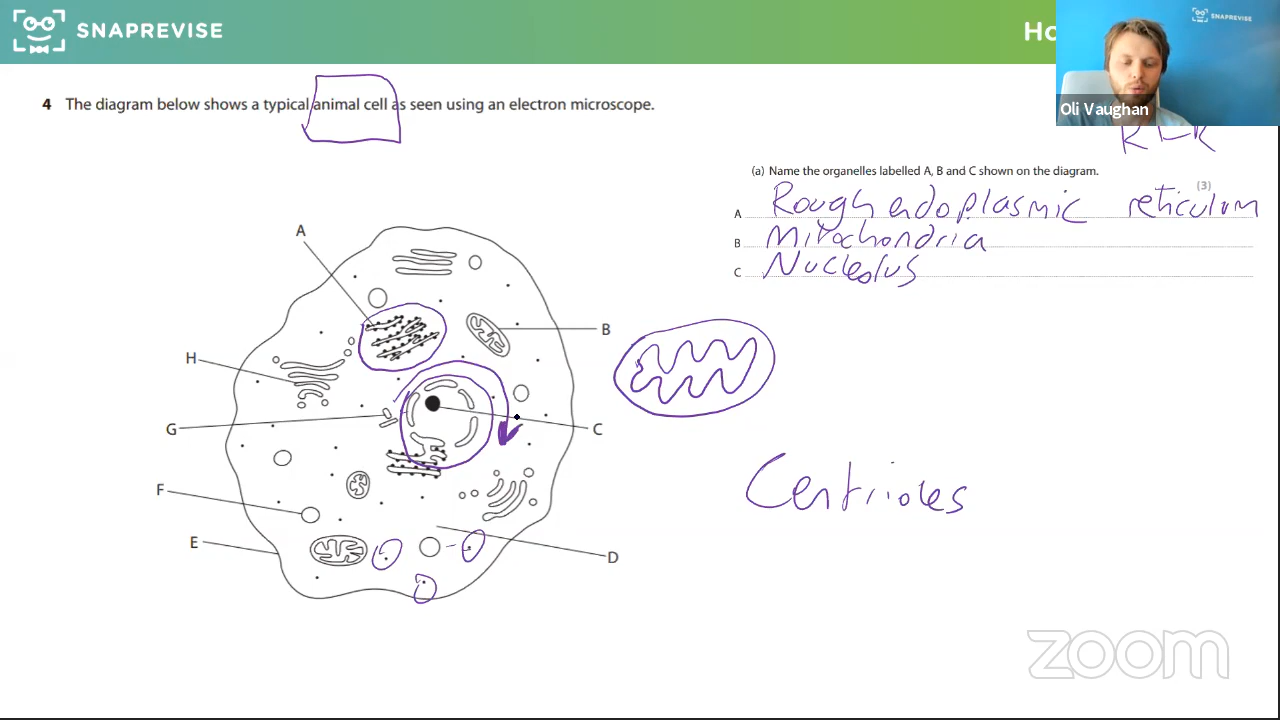 SNAPREVISE
Ho
SNAPREVISE
Oli Vaughan
4 The diagram below shows a typical animal cell as seen using an electron microscope.
(a) Name the organelles labelled A, B and C shown on the diagram.
(3)
A Rough endoplasmic reticulum
B Mitochondria
C Nucleolus
A
B
H
G
C
F
E
D
Centrioles
zoom